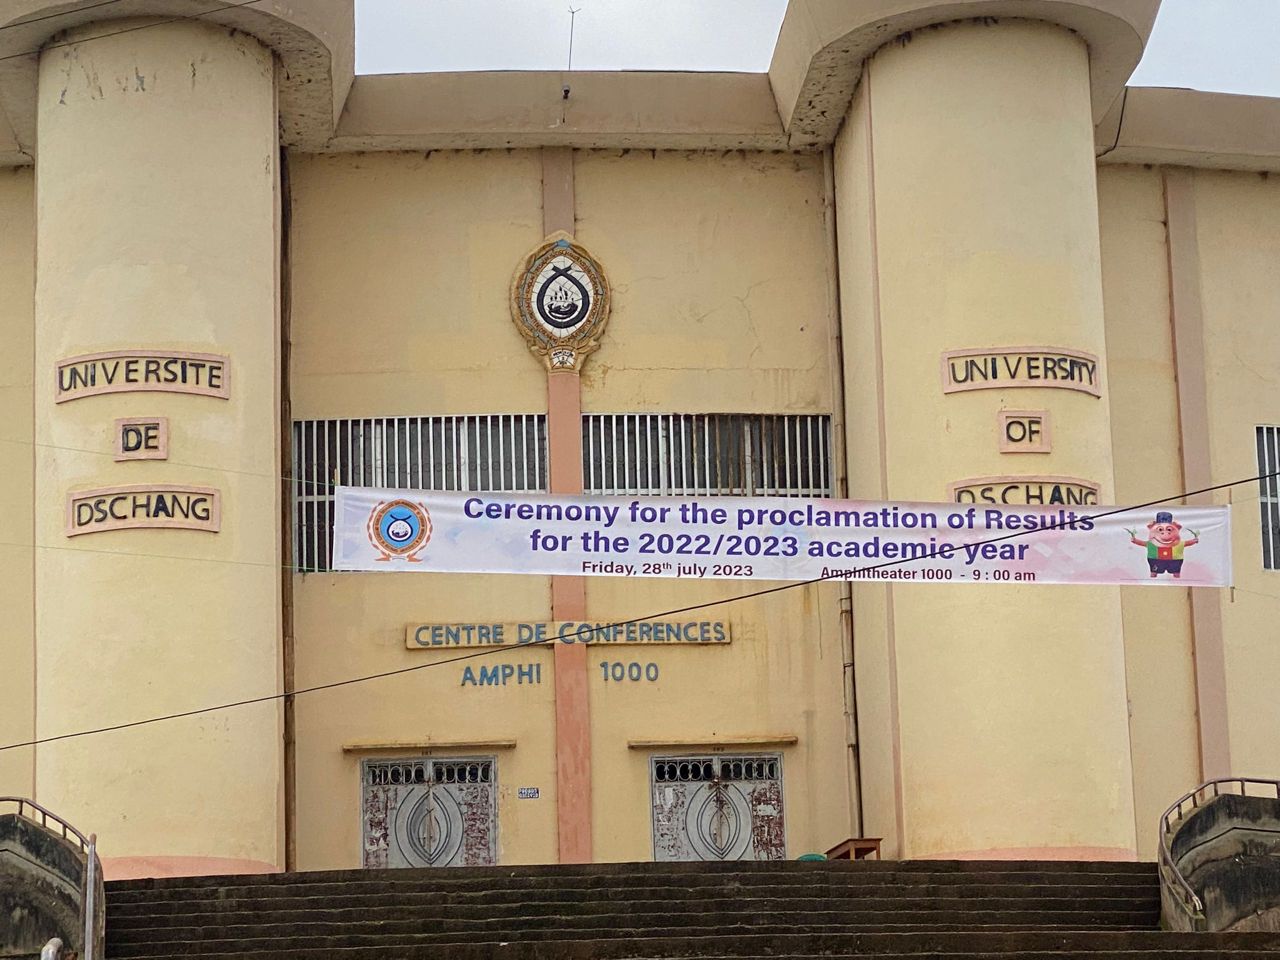 UNIVERSITE
DE
DSCHANG
UNIVERSITY
OF
DSCHANG
Ceremony for the proclamation of Results
for the 2022/2023 academic year
Friday, 28th july 2023 Amphitheater 1000 - 9 : 00 am
CENTRE DE CONFERENCES
AMPHI 1000